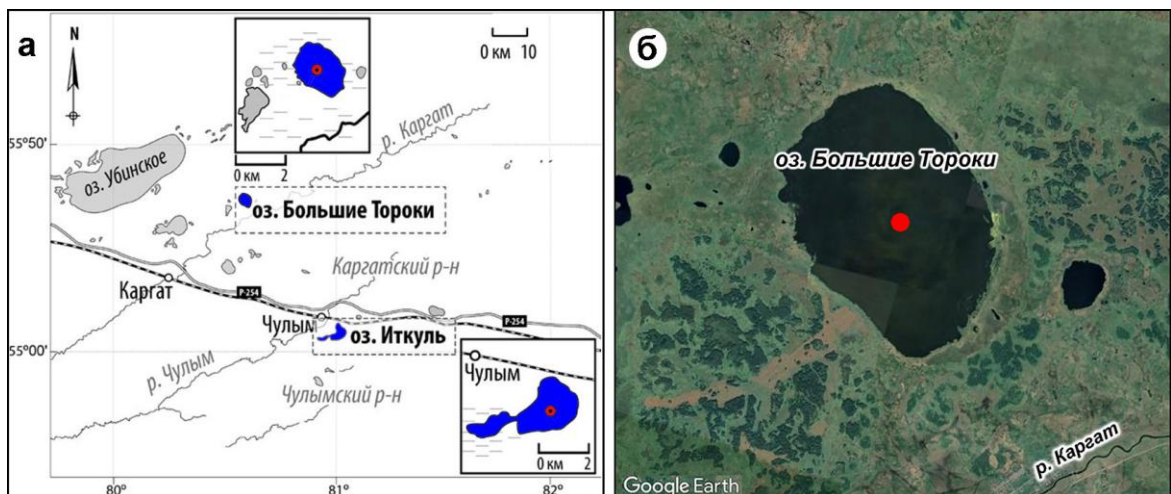 а
N
0 км 10
55°50'
оз. Убинское
р. Каргат
0 км 2
оз. Большие Тороки
Каргатский р-н
Каргат
Р-254
Чулым
Р-254
оз. Иткуль
55°00'
р. Чулым
Чулымский р-н
Чулым
0 км 2
80°
81°
82°
б
оз. Большие Тороки
р. Каргат
Google Earth